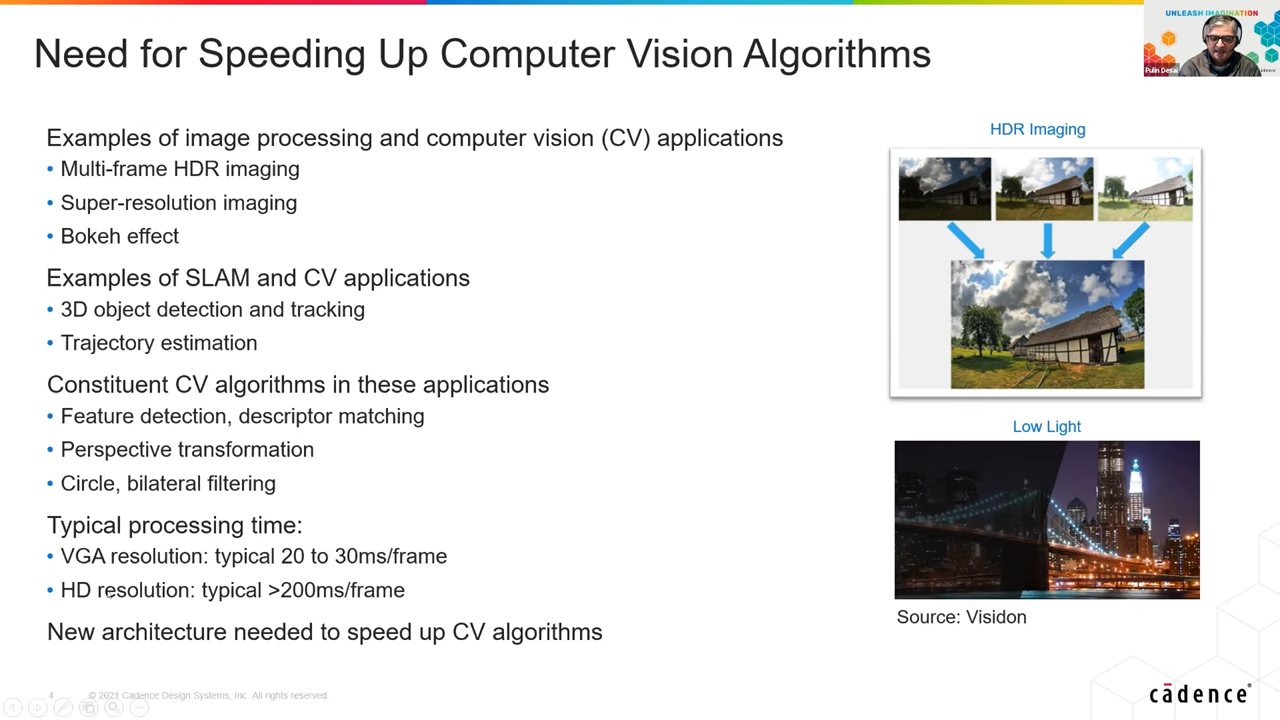 UNLEASH IMAGINATION
Pulin Desai
Need for Speeding Up Computer Vision Algorithms
Examples of image processing and computer vision (CV) applications
• Multi-frame HDR imaging
• Super-resolution imaging
• Bokeh effect
Examples of SLAM and CV applications
• 3D object detection and tracking
• Trajectory estimation
Constituent CV algorithms in these applications
• Feature detection, descriptor matching
• Perspective transformation
• Circle, bilateral filtering
Typical processing time:
• VGA resolution: typical 20 to 30ms/frame
• HD resolution: typical >200ms/frame
New architecture needed to speed up CV algorithms
HDR Imaging
Low Light
Source: Visidon
4 © 2021 Cadence Design Systems, Inc. All rights reserved.
cādence®